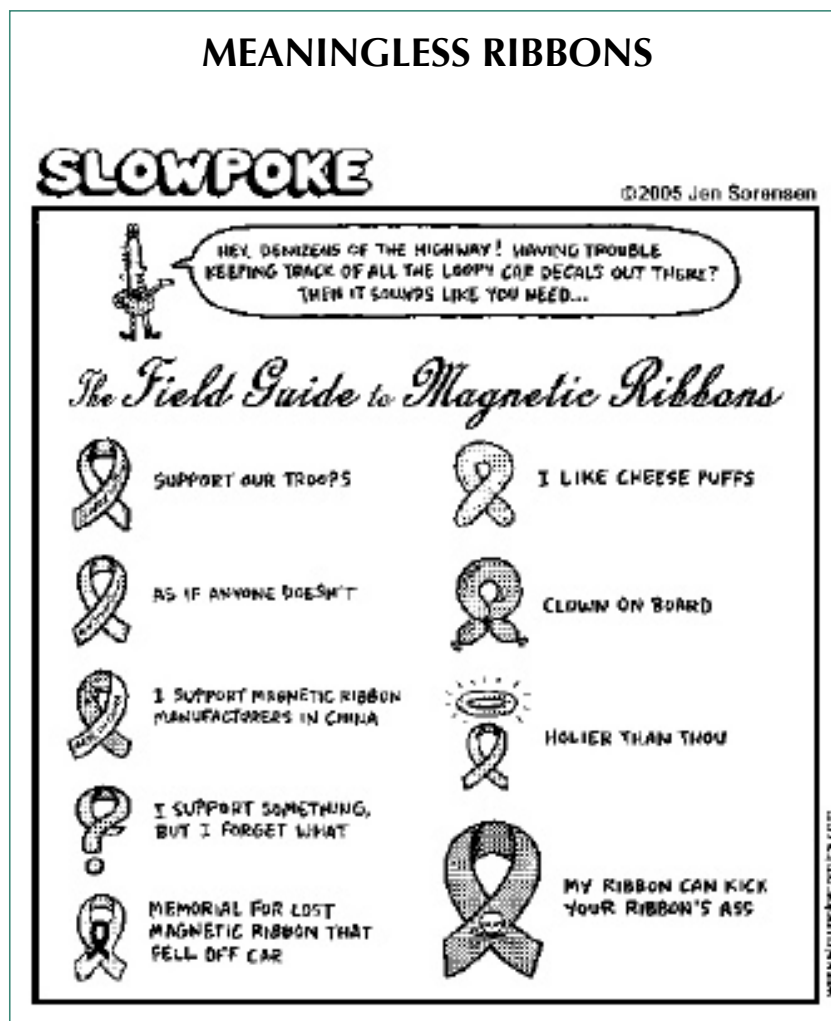 MEANINGLESS RIBBONS
SLOWPOKE
©2005 Jen Sorensen
HEY, DENIZENS OF THE HIGHWAY! HAVING TROUBLE
KEEPING TRACK OF ALL THE LOOPY CAR DECALS OUT THERE?
THEN IT SOUNDS LIKE YOU NEED...
The Field Guide to Magnetic Ribbons
SUPPORT OUR TROOPS
AS IF ANYONE DOESN'T
I SUPPORT MAGNETIC RIBBON
MANUFACTURERS IN CHINA
I SUPPORT SOMETHING,
BUT I FORGET WHAT
MEMORIAL FOR LOST
MAGNETIC RIBBON THAT
FELL OFF CAR
I LIKE CHEESE PUFFS
CLOWN ON BOARD
HOLIER THAN THOU
MY RIBBON CAN KICK
YOUR RIBBON'S ASS